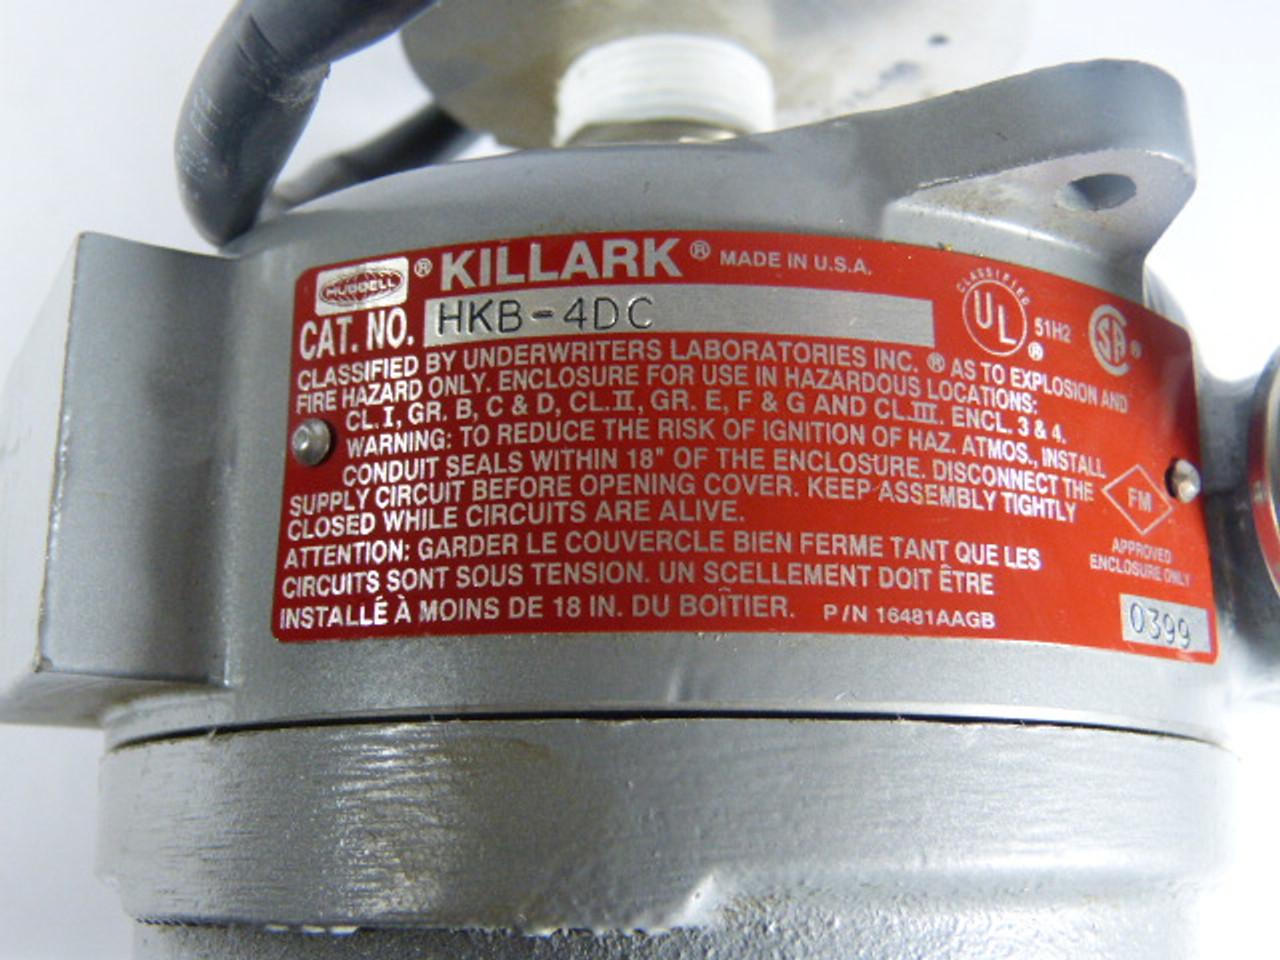 HUBBELL ® KILLARK ® MADE IN U.S.A.
CAT. NO. HKB-4DC
CLASSIFIED UL ® 51H2 SA ®
CLASSIFIED BY UNDERWRITERS LABORATORIES INC. ® AS TO EXPLOSION AND
FIRE HAZARD ONLY. ENCLOSURE FOR USE IN HAZARDOUS LOCATIONS:
CL. I, GR. B, C & D, CL. II, GR. E, F & G AND CL. III. ENCL. 3 & 4.
WARNING: TO REDUCE THE RISK OF IGNITION OF HAZ. ATMOS., INSTALL
CONDUIT SEALS WITHIN 18" OF THE ENCLOSURE. DISCONNECT THE
SUPPLY CIRCUIT BEFORE OPENING COVER. KEEP ASSEMBLY TIGHTLY
CLOSED WHILE CIRCUITS ARE ALIVE.
FM
APPROVED
ENCLOSURE ONLY
ATTENTION: GARDER LE COUVERCLE BIEN FERME TANT QUE LES
CIRCUITS SONT SOUS TENSION. UN SCELLEMENT DOIT ÊTRE
INSTALLÉ À MOINS DE 18 IN. DU BOÎTIER. P/N 16481AAGB
0399